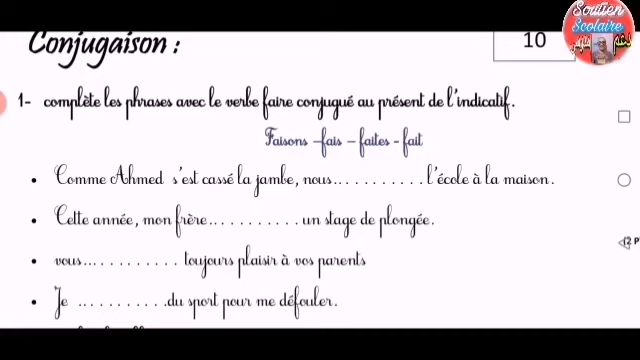 Soutien
Scolaire
Conjugaison :
10
1- complète les phrases avec le verbe faire conjugué au présent de l'indicatif.
Faisons – fais – faites - fait
• Comme Ahmed s'est cassé la jambe, nous.......... l'école à la maison.
• Cette année, mon frère.......... un stage de plongée.
• vous.......... toujours plaisir à vos parents
• Je ..........du sport pour me défouler.
(2 P